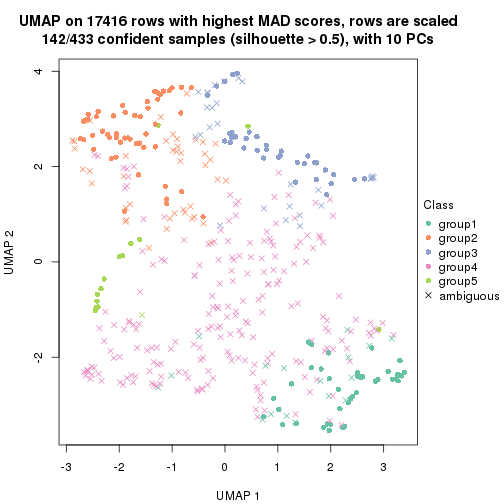 UMAP on 17416 rows with highest MAD scores, rows are scaled
142/433 confident samples (silhouette > 0.5), with 10 PCs
4
2
0
-2
UMAP 2
-3
-2
-1
0
1
2
3
UMAP 1
Class
group1
group2
group3
group4
group5
ambiguous